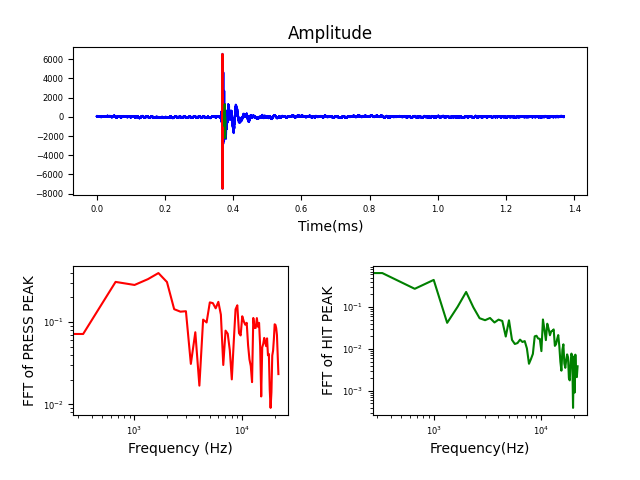 Amplitude
6000
4000
2000
0
−2000
−4000
−6000
−8000
0.0 0.2 0.4 0.6 0.8 1.0 1.2 1.4
Time(ms)
FFT of PRESS PEAK
10⁻¹
10⁻²
10³ 10⁴
Frequency (Hz)
FFT of HIT PEAK
10⁻¹
10⁻²
10⁻³
10³ 10⁴
Frequency(Hz)